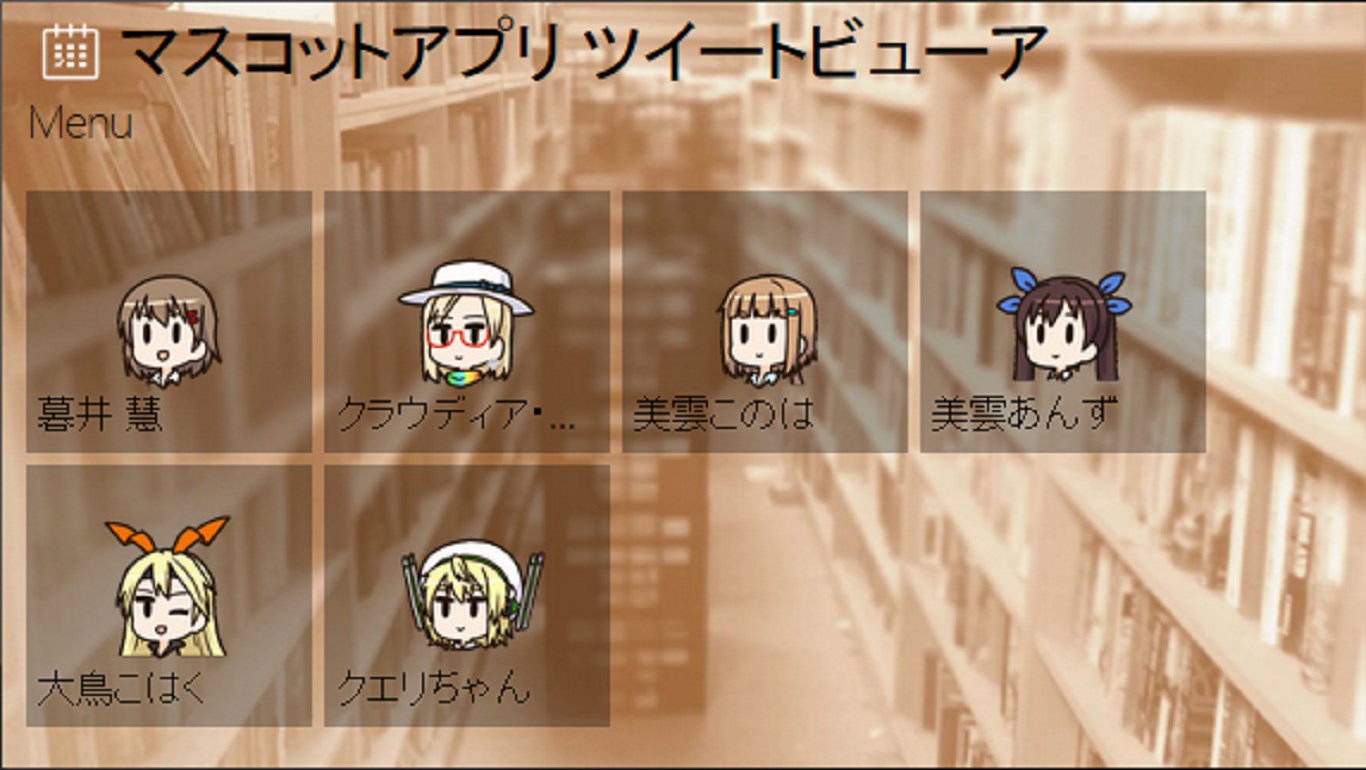 マスコットアプリ ツイートビューア
Menu
暮井 慧
クラウディア・...
美雲このは
美雲あんず
大鳥こはく
クエリちゃん